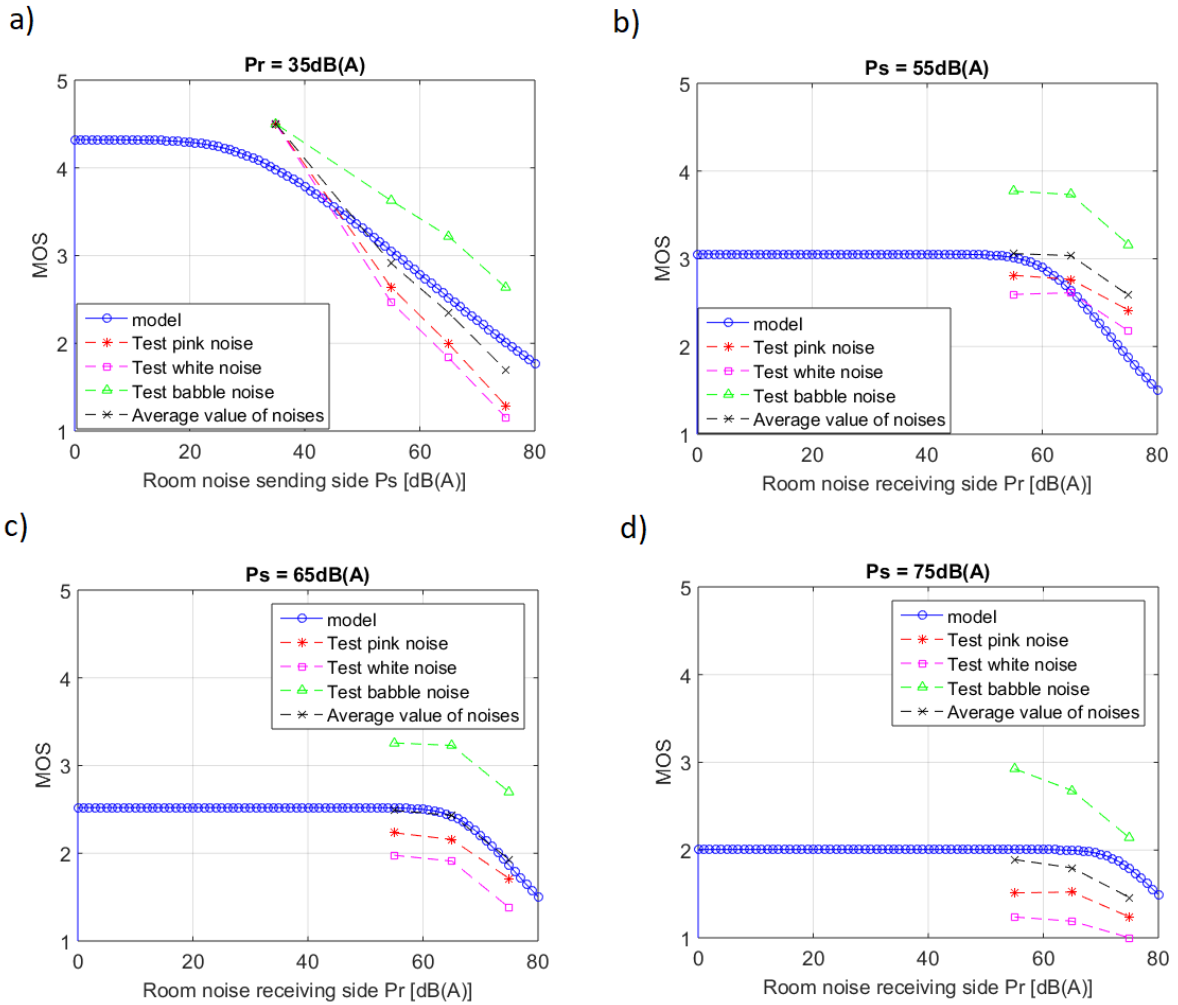 a)
Pr = 35dB(A)
5
4
3
2
1
MOS
model
Test pink noise
Test white noise
Test babble noise
Average value of noises
0 20 40 60 80
Room noise sending side Ps [dB(A)]
b)
Ps = 55dB(A)
5
4
3
2
1
MOS
model
Test pink noise
Test white noise
Test babble noise
Average value of noises
0 20 40 60 80
Room noise receiving side Pr [dB(A)]
c)
Ps = 65dB(A)
5
4
3
2
1
MOS
model
Test pink noise
Test white noise
Test babble noise
Average value of noises
0 20 40 60 80
Room noise receiving side Pr [dB(A)]
d)
Ps = 75dB(A)
5
4
3
2
1
MOS
model
Test pink noise
Test white noise
Test babble noise
Average value of noises
0 20 40 60 80
Room noise receiving side Pr [dB(A)]